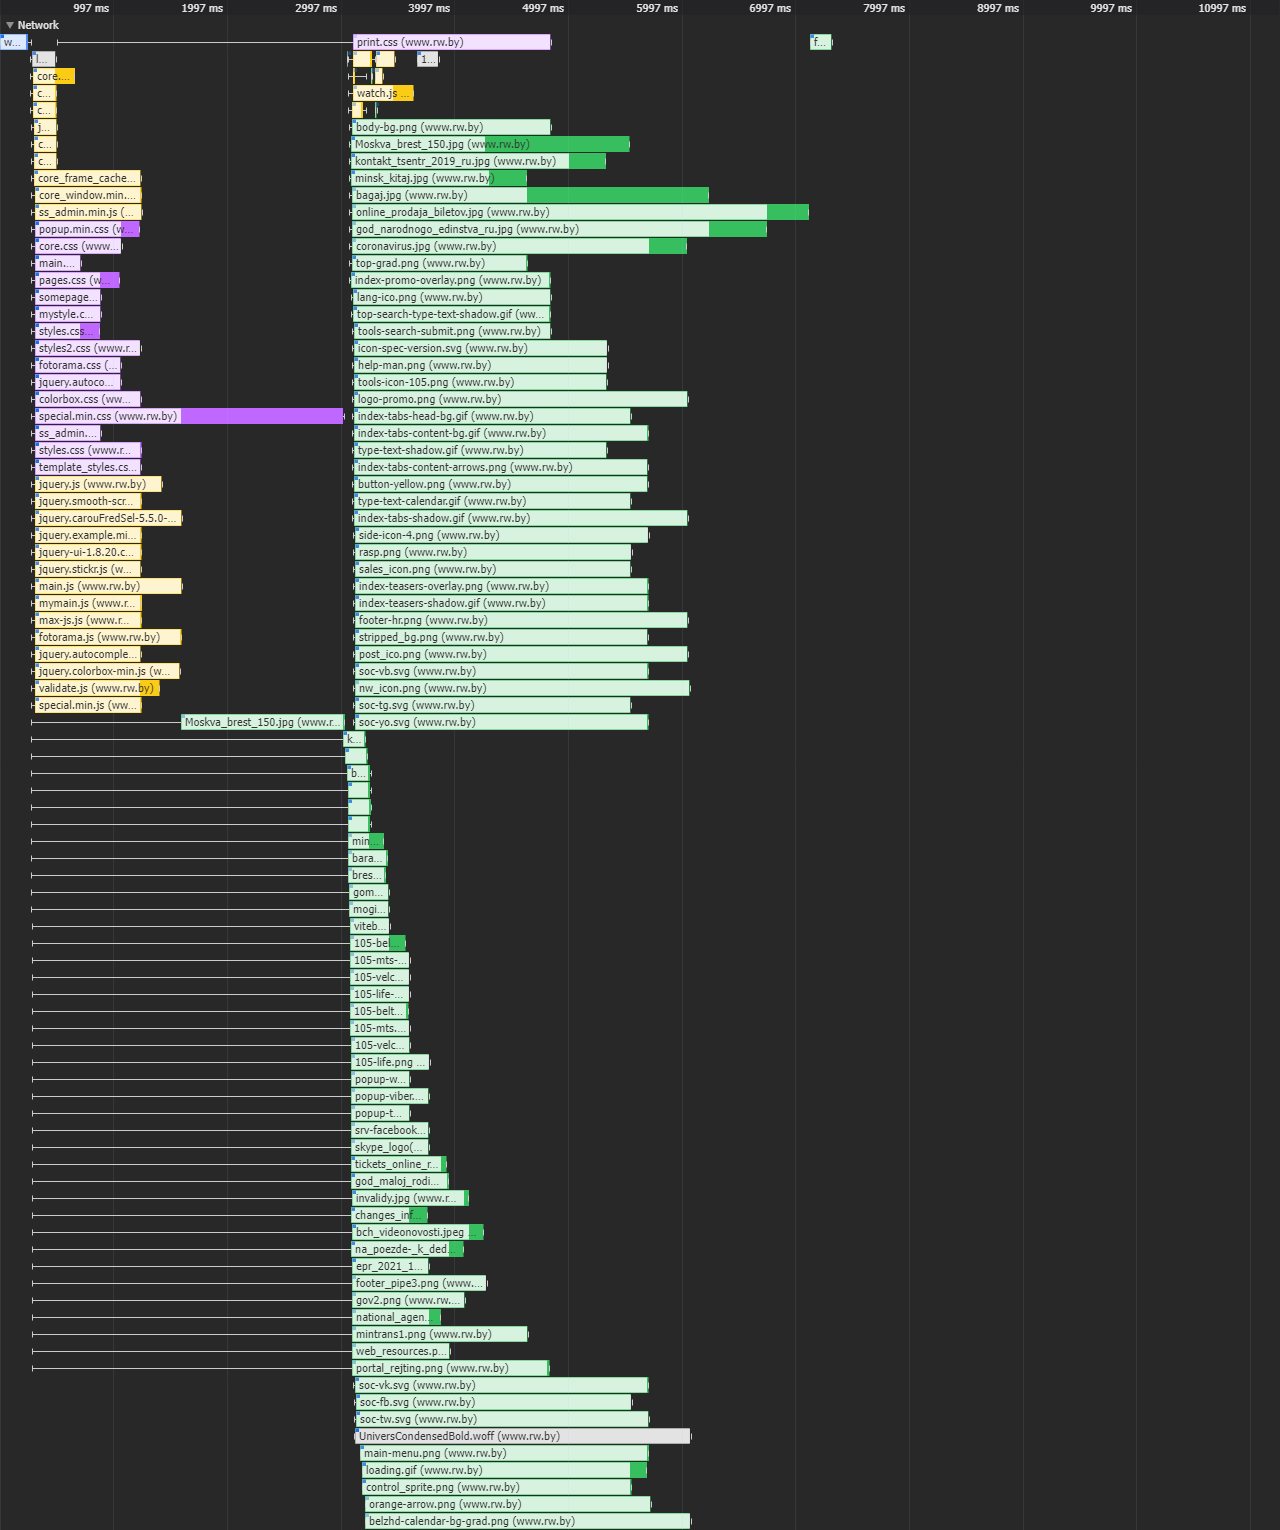 997 ms 1997 ms 2997 ms 3997 ms 4997 ms 5997 ms 6997 ms 7997 ms 8997 ms 9997 ms 10997 ms
▼ Network
w... print.css (www.rw.by) f...
l... 1...
core....
c... watch.js ...
c...
j... body-bg.png (www.rw.by)
c... Moskva_brest_150.jpg (www.rw.by)
c... kontakt_tsentr_2019_ru.jpg (www.rw.by)
core_frame_cache... minsk_kitaj.jpg (www.rw.by)
core_window.min.... bagaj.jpg (www.rw.by)
ss_admin.min.js (... online_prodaja_biletov.jpg (www.rw.by)
popup.min.css (w... god_narodnogo_edinstva_ru.jpg (www.rw.by)
core.css (www... coronavirus.jpg (www.rw.by)
main.... top-grad.png (www.rw.by)
pages.css (w... index-promo-overlay.png (www.rw.by)
somepage... lang-ico.png (www.rw.by)
mystyle.c... top-search-type-text-shadow.gif (ww...
styles.css... tools-search-submit.png (www.rw.by)
styles2.css (www.r... icon-spec-version.svg (www.rw.by)
fotorama.css (... help-man.png (www.rw.by)
jquery.autoco... tools-icon-105.png (www.rw.by)
colorbox.css (ww... logo-promo.png (www.rw.by)
special.min.css (www.rw.by) index-tabs-head-bg.gif (www.rw.by)
ss_admin.... index-tabs-content-bg.gif (www.rw.by)
styles.css (www.r... type-text-shadow.gif (www.rw.by)
template_styles.cs... index-tabs-content-arrows.png (www.rw.by)
jquery.js (www.rw.by) button-yellow.png (www.rw.by)
jquery.smooth-scr... type-text-calendar.gif (www.rw.by)
jquery.carouFredSel-5.5.0-... index-tabs-shadow.gif (www.rw.by)
jquery.example.mi... side-icon-4.png (www.rw.by)
jquery-ui-1.8.20.c... rasp.png (www.rw.by)
jquery.stickr.js (w... sales_icon.png (www.rw.by)
main.js (www.rw.by) index-teasers-overlay.png (www.rw.by)
mymain.js (www.r... index-teasers-shadow.gif (www.rw.by)
max-js.js (www.r... footer-hr.png (www.rw.by)
fotorama.js (www.rw.by) stripped_bg.png (www.rw.by)
jquery.autocomple... post_ico.png (www.rw.by)
jquery.colorbox-min.js (w... soc-vb.svg (www.rw.by)
validate.js (www.rw.by) nw_icon.png (www.rw.by)
special.min.js (ww... soc-tg.svg (www.rw.by)
Moskva_brest_150.jpg (www.r... soc-yo.svg (www.rw.by)
k...
b...
min...
bara...
bres...
gom...
mogi...
viteb...
105-bel...
105-mts-...
105-velc...
105-life-...
105-belt...
105-mts....
105-velc...
105-life.png ...
popup-w...
popup-viber....
popup-t...
srv-facebook...
skype_logo(...
tickets_online_r...
god_maloj_rodi...
invalidy.jpg (www.r...
changes_inf...
bch_videonovosti.jpeg ...
na_poezde-_k_ded...
epr_2021_1...
footer_pipe3.png (www....
gov2.png (www.rw....
national_agen...
mintrans1.png (www.rw.by)
web_resources.p...
portal_rejting.png (www.rw.by)
soc-vk.svg (www.rw.by)
soc-fb.svg (www.rw.by)
soc-tw.svg (www.rw.by)
UniversCondensedBold.woff (www.rw.by)
main-menu.png (www.rw.by)
loading.gif (www.rw.by)
control_sprite.png (www.rw.by)
orange-arrow.png (www.rw.by)
belzhd-calendar-bg-grad.png (www.rw.by)